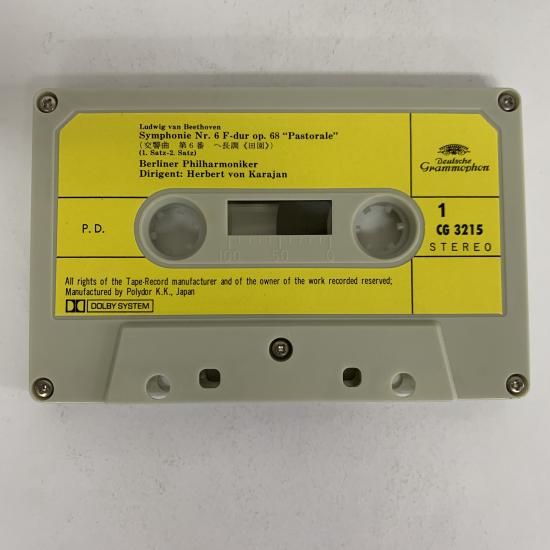 Ludwig van Beethoven
Symphonie Nr. 6 F-dur op. 68 "Pastorale"
(交響曲 第6番 ヘ長調《田園》)
(1. Satz-2. Satz)
Berliner Philharmoniker
Dirigent: Herbert von Karajan
Deutsche
Grammophon
P. D.
1
CG 3215
STEREO
100 50 0
All rights of the Tape-Record manufacturer and of the owner of the work recorded reserved;
Manufactured by Polydor K.K., Japan
DOLBY SYSTEM